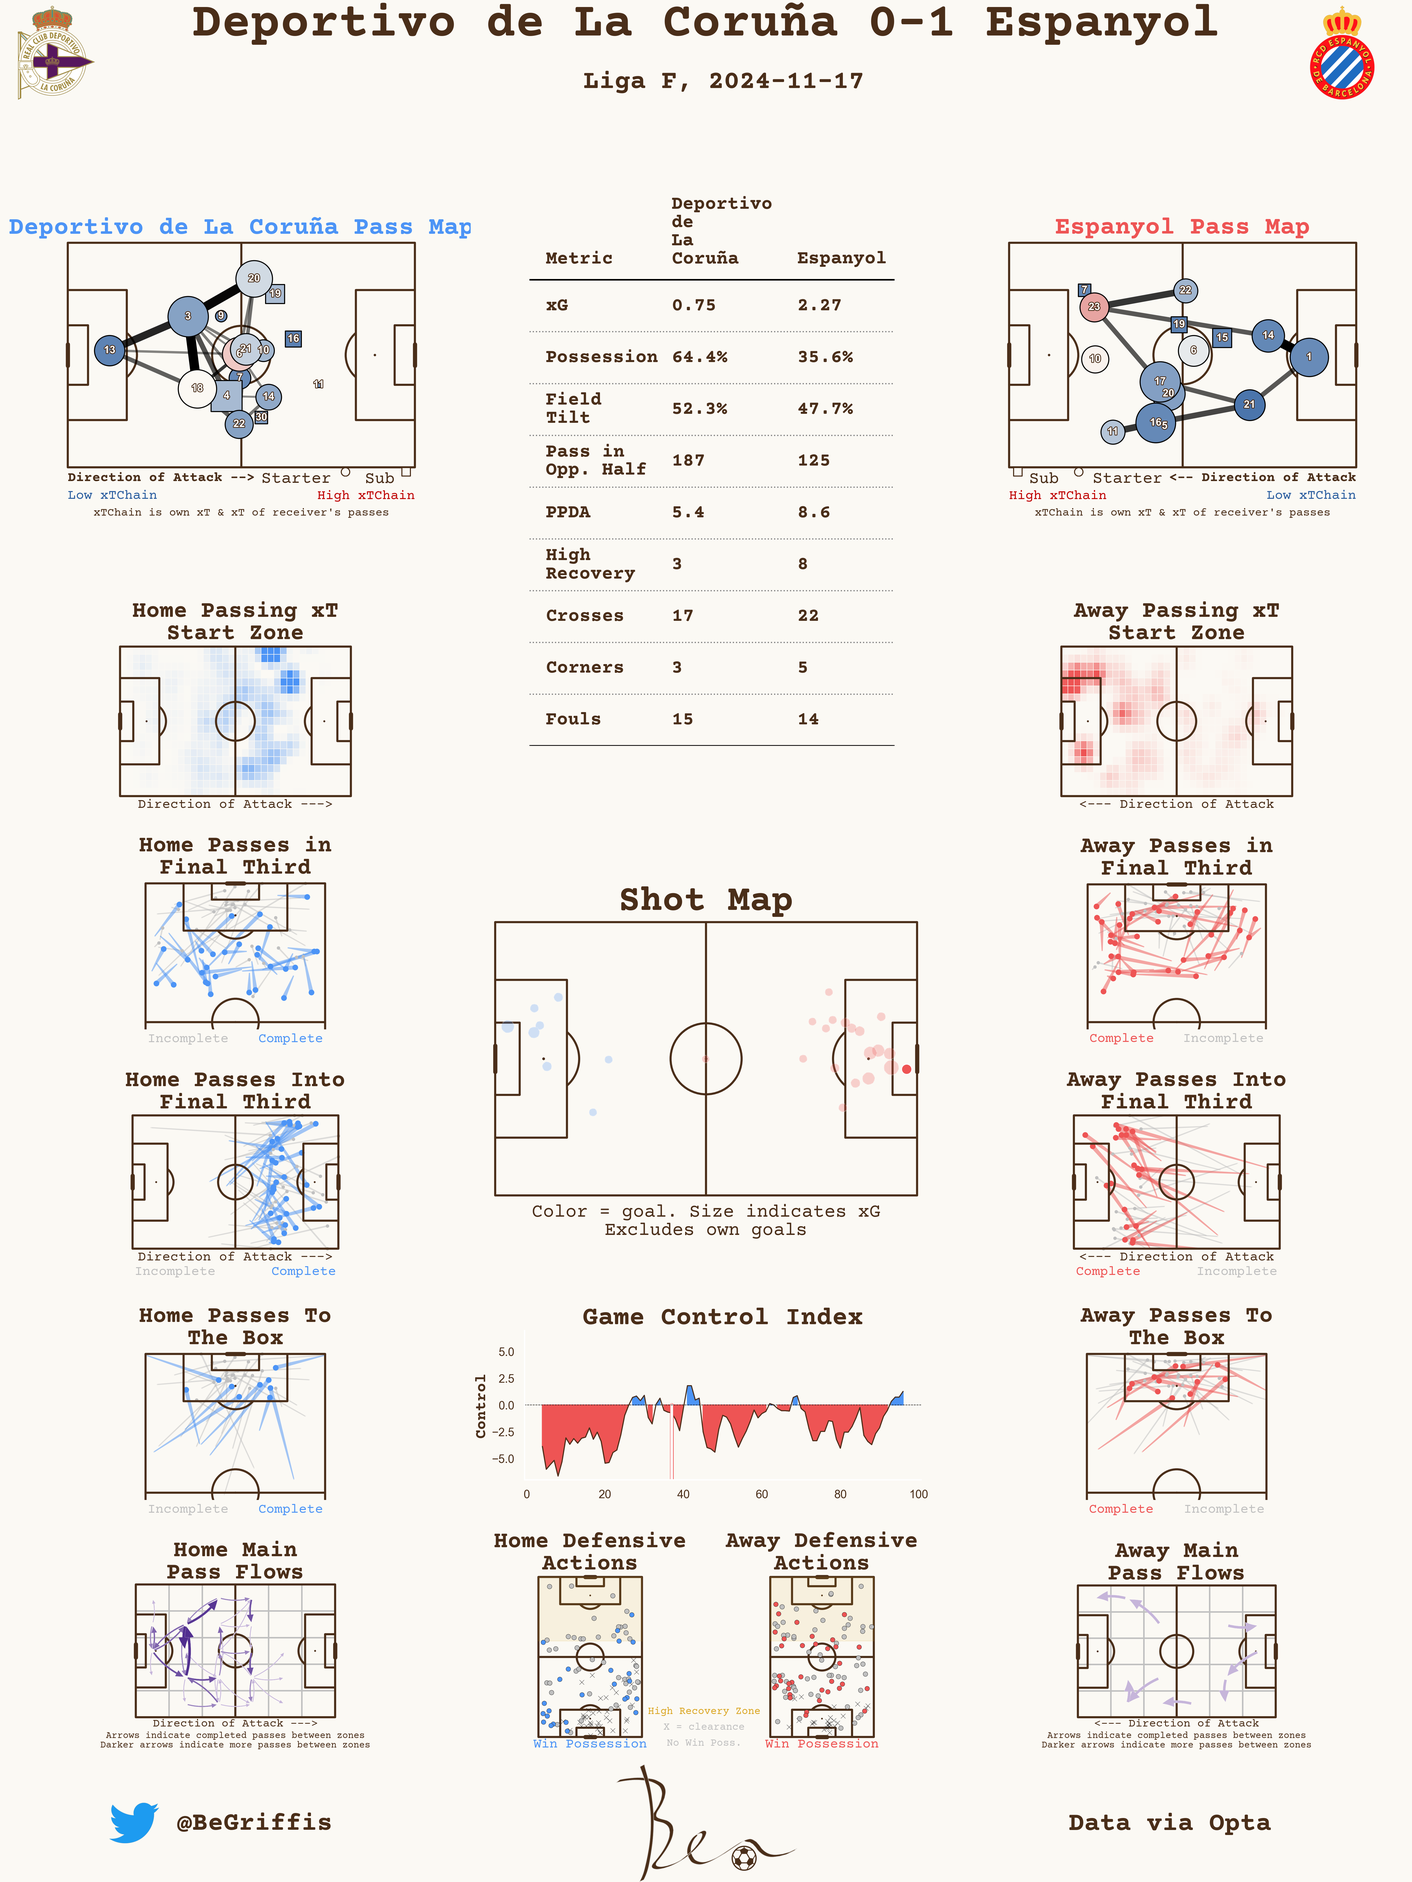 Deportivo de La Coruña 0-1 Espanyol
Liga F, 2024-11-17
REAL CLUB DEPORTIVO
LA CORUÑA
RCD ESPANYOL
DE BARCELONA
Deportivo de La Coruña Pass Map
20
19
3
9
16
13
6
21
10
7
11
18
4
14
30
22
Direction of Attack --> Starter Sub
Low xTChain High xTChain
xTChain is own xT & xT of receiver's passes
Deportivo
de
La
Metric Coruña Espanyol
xG 0.75 2.27
Possession 64.4% 35.6%
Field
Tilt 52.3% 47.7%
Pass in
Opp. Half 187 125
PPDA 5.4 8.6
High
Recovery 3 8
Crosses 17 22
Corners 3 5
Fouls 15 14
Espanyol Pass Map
7
22
23
19
15
14
10
6
1
17
20
21
16
5
11
Sub Starter <-- Direction of Attack
High xTChain Low xTChain
xTChain is own xT & xT of receiver's passes
Home Passing xT
Start Zone
Direction of Attack --->
Away Passing xT
Start Zone
<--- Direction of Attack
Home Passes in
Final Third
Incomplete Complete
Away Passes in
Final Third
Complete Incomplete
Shot Map
Color = goal. Size indicates xG
Excludes own goals
Home Passes Into
Final Third
Direction of Attack --->
Incomplete Complete
Away Passes Into
Final Third
<--- Direction of Attack
Complete Incomplete
Home Passes To
The Box
Incomplete Complete
Game Control Index
Control
5.0
2.5
0.0
−2.5
−5.0
0 20 40 60 80 100
Away Passes To
The Box
Complete Incomplete
Home Main
Pass Flows
Direction of Attack --->
Arrows indicate completed passes between zones
Darker arrows indicate more passes between zones
Home Defensive
Actions
Win Possession
High Recovery Zone
X = clearance
No Win Poss.
Away Defensive
Actions
Win Possession
Away Main
Pass Flows
<--- Direction of Attack
Arrows indicate completed passes between zones
Darker arrows indicate more passes between zones
@BeGriffis
Ben
Data via Opta